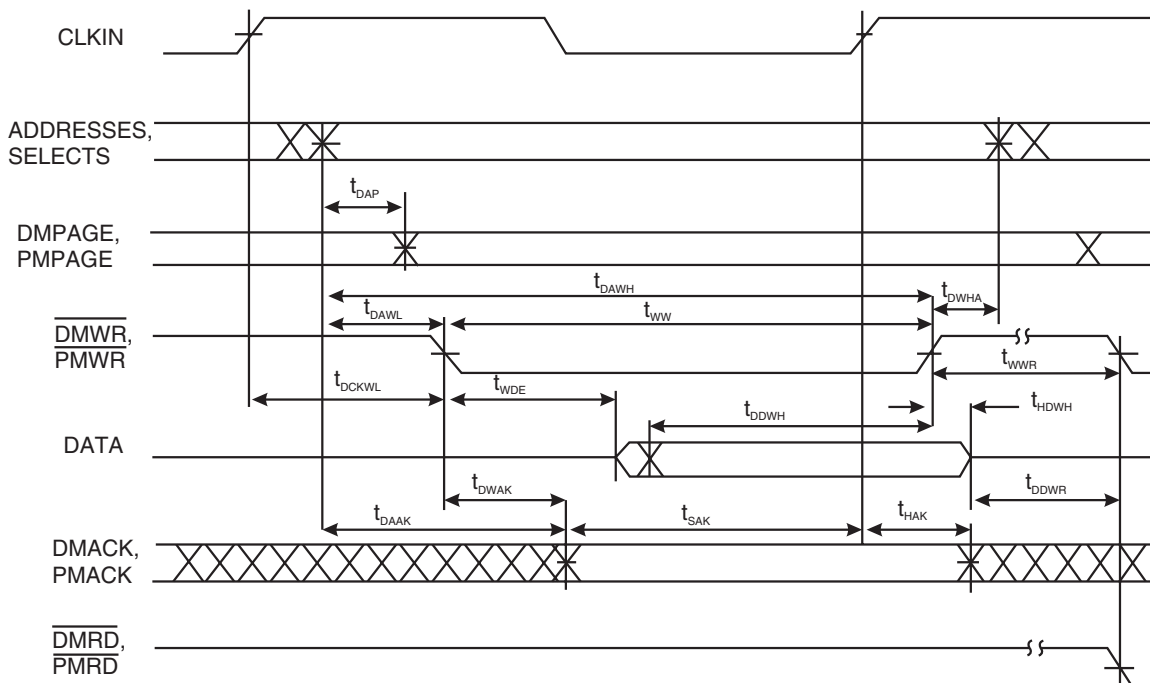 CLKIN
ADDRESSES,
SELECTS
tDAP
DMPAGE,
PMPAGE
tDAWH
tDWHA
tDAWL
tWW
DMWR,
PMWR
tWWR
tDCKWL
tWDE
tDDWH
tHDWH
DATA
tDWAK
tDDWR
tDAAK
tSAK
tHAK
DMACK,
PMACK
DMRD,
PMRD